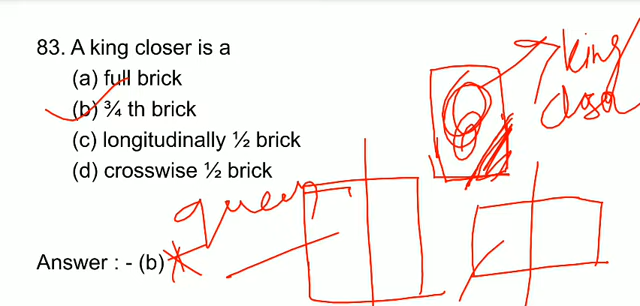 83. A king closer is a
(a) full brick
(b) ¾ th brick
(c) longitudinally ½ brick
(d) crosswise ½ brick
Answer : - (b)
king
closer
queen